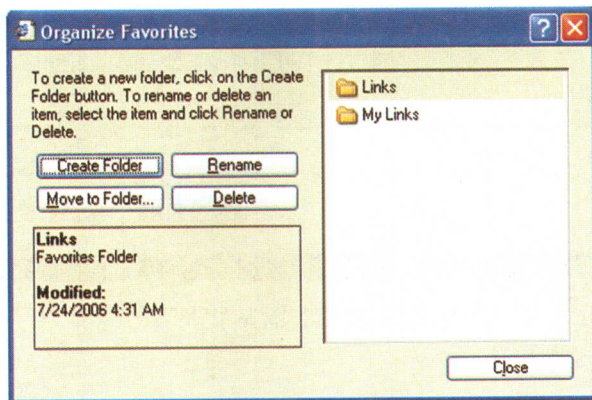 Organize Favorites
To create a new folder, click on the Create
Folder button. To rename or delete an
item, select the item and click Rename or
Delete.
Create Folder
Rename
Move to Folder...
Delete
Links
Favorites Folder
Modified:
7/24/2006 4:31 AM
Links
My Links
Close